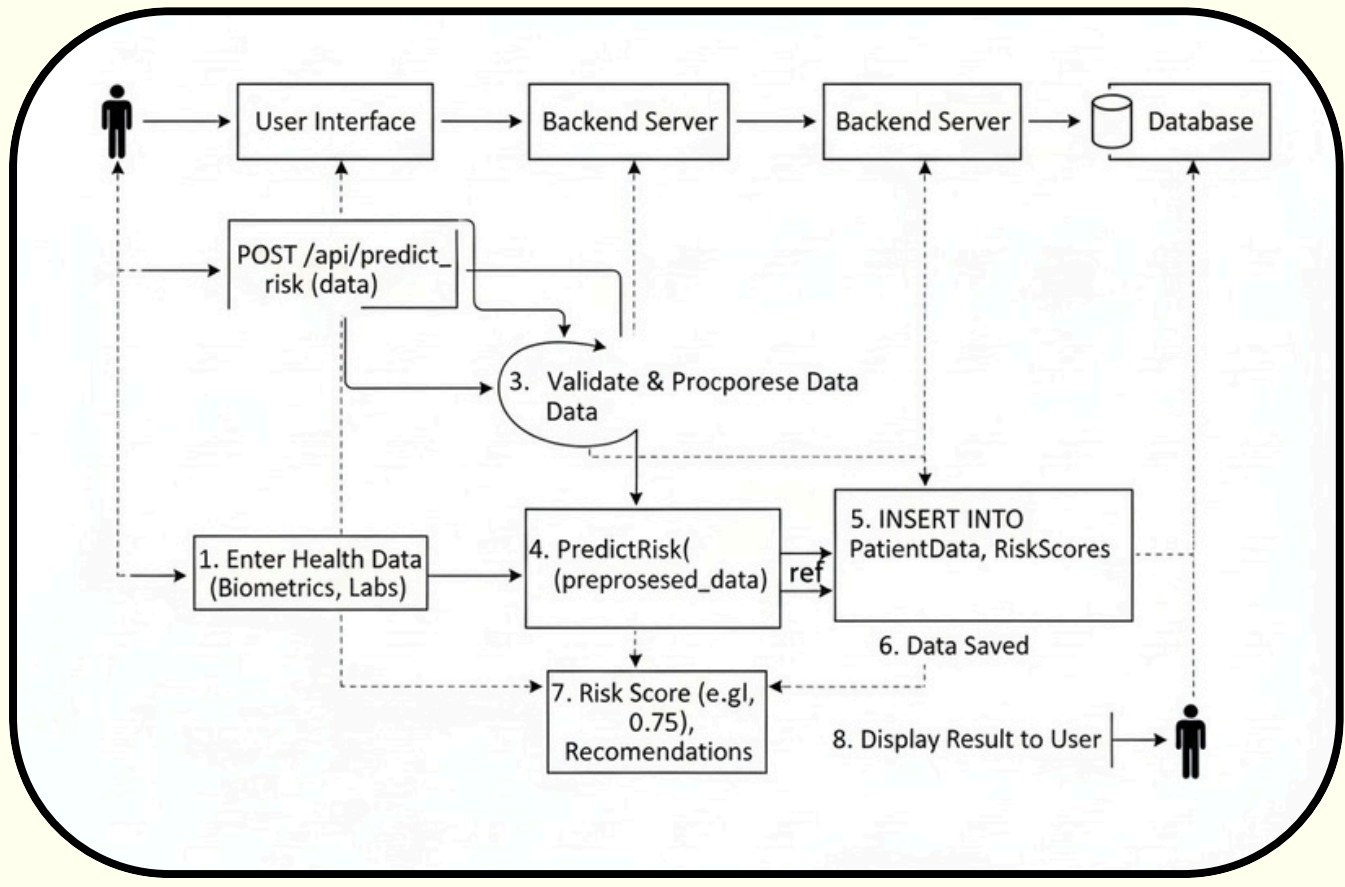 User Interface
Backend Server
Backend Server
Database
POST /api/predict_
risk (data)
3. Validate & Procporese Data
Data
1. Enter Health Data
(Biometrics, Labs)
4. PredictRisk(
(preprosesed_data)
ref
5. INSERT INTO
PatientData, RiskScores
6. Data Saved
7. Risk Score (e.gl,
0.75),
Recomendations
8. Display Result to User